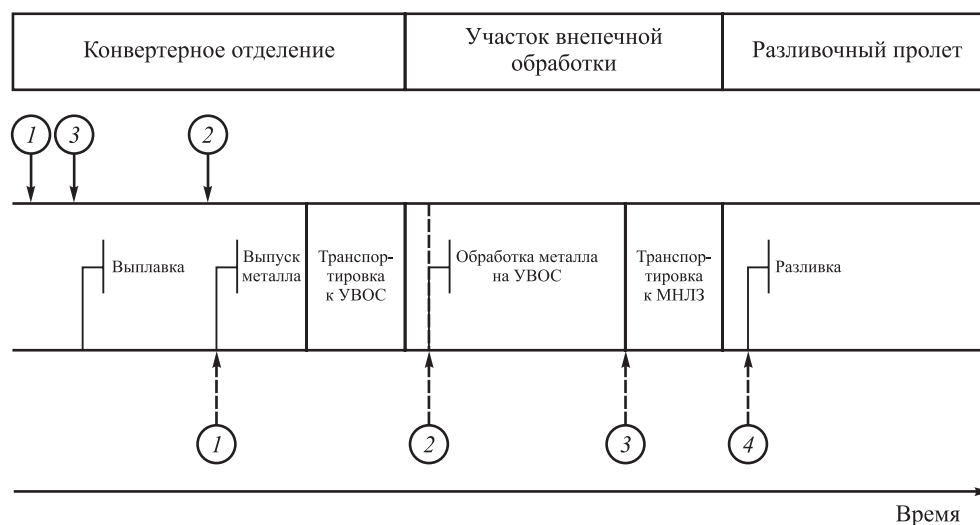 Конвертерное отделение
Участок внепечной
обработки
Разливочный пролет
1
3
2
Выплавка
Выпуск
металла
Транспор-
тировка
к УВОС
Обработка металла
на УВОС
Транспор-
тировка
к МНЛЗ
Разливка
1
2
3
4
Время